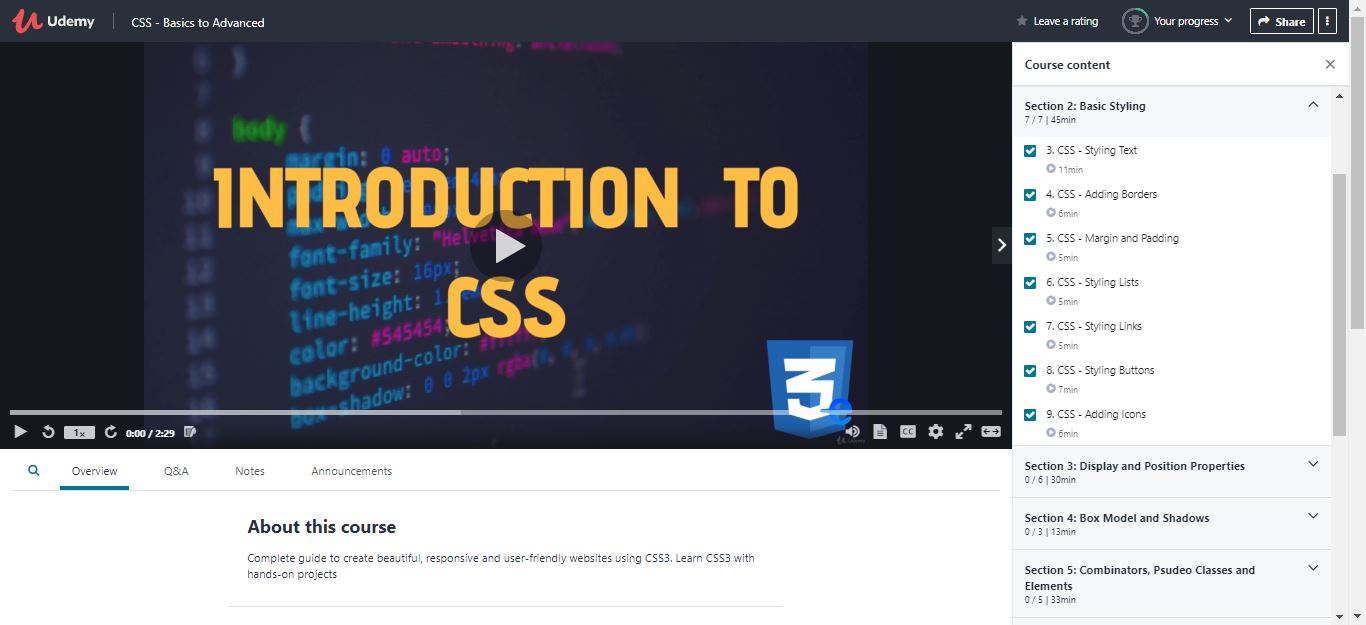 Udemy
CSS - Basics to Advanced
Leave a rating
Your progress
Share
body {
margin: 0 auto;
INTRODUCTION TO
CSS
font-family:
font-size: 16px;
line-height:
color: #545454;
background-color:
box-shadow: 0 0 2px rgba(
3
1x
0:00 / 2:29
CC
Overview
Q&A
Notes
Announcements
About this course
Complete guide to create beautiful, responsive and user-friendly websites using CSS3. Learn CSS3 with
hands-on projects
Course content
Section 2: Basic Styling
7 / 7 | 45min
3. CSS - Styling Text
11min
4. CSS - Adding Borders
6min
5. CSS - Margin and Padding
5min
6. CSS - Styling Lists
5min
7. CSS - Styling Links
5min
8. CSS - Styling Buttons
7min
9. CSS - Adding Icons
6min
Section 3: Display and Position Properties
0 / 6 | 30min
Section 4: Box Model and Shadows
0 / 3 | 13min
Section 5: Combinators, Psudeo Classes and
Elements
0 / 5 | 33min